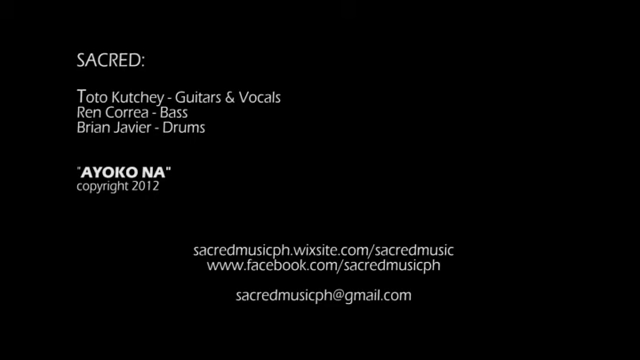 SACRED:
Toto Kutchey - Guitars & Vocals
Ren Correa - Bass
Brian Javier - Drums
"AYOKO NA"
copyright 2012
sacredmusicph.wixsite.com/sacredmusic
www.facebook.com/sacredmusicph
sacredmusicph@gmail.com